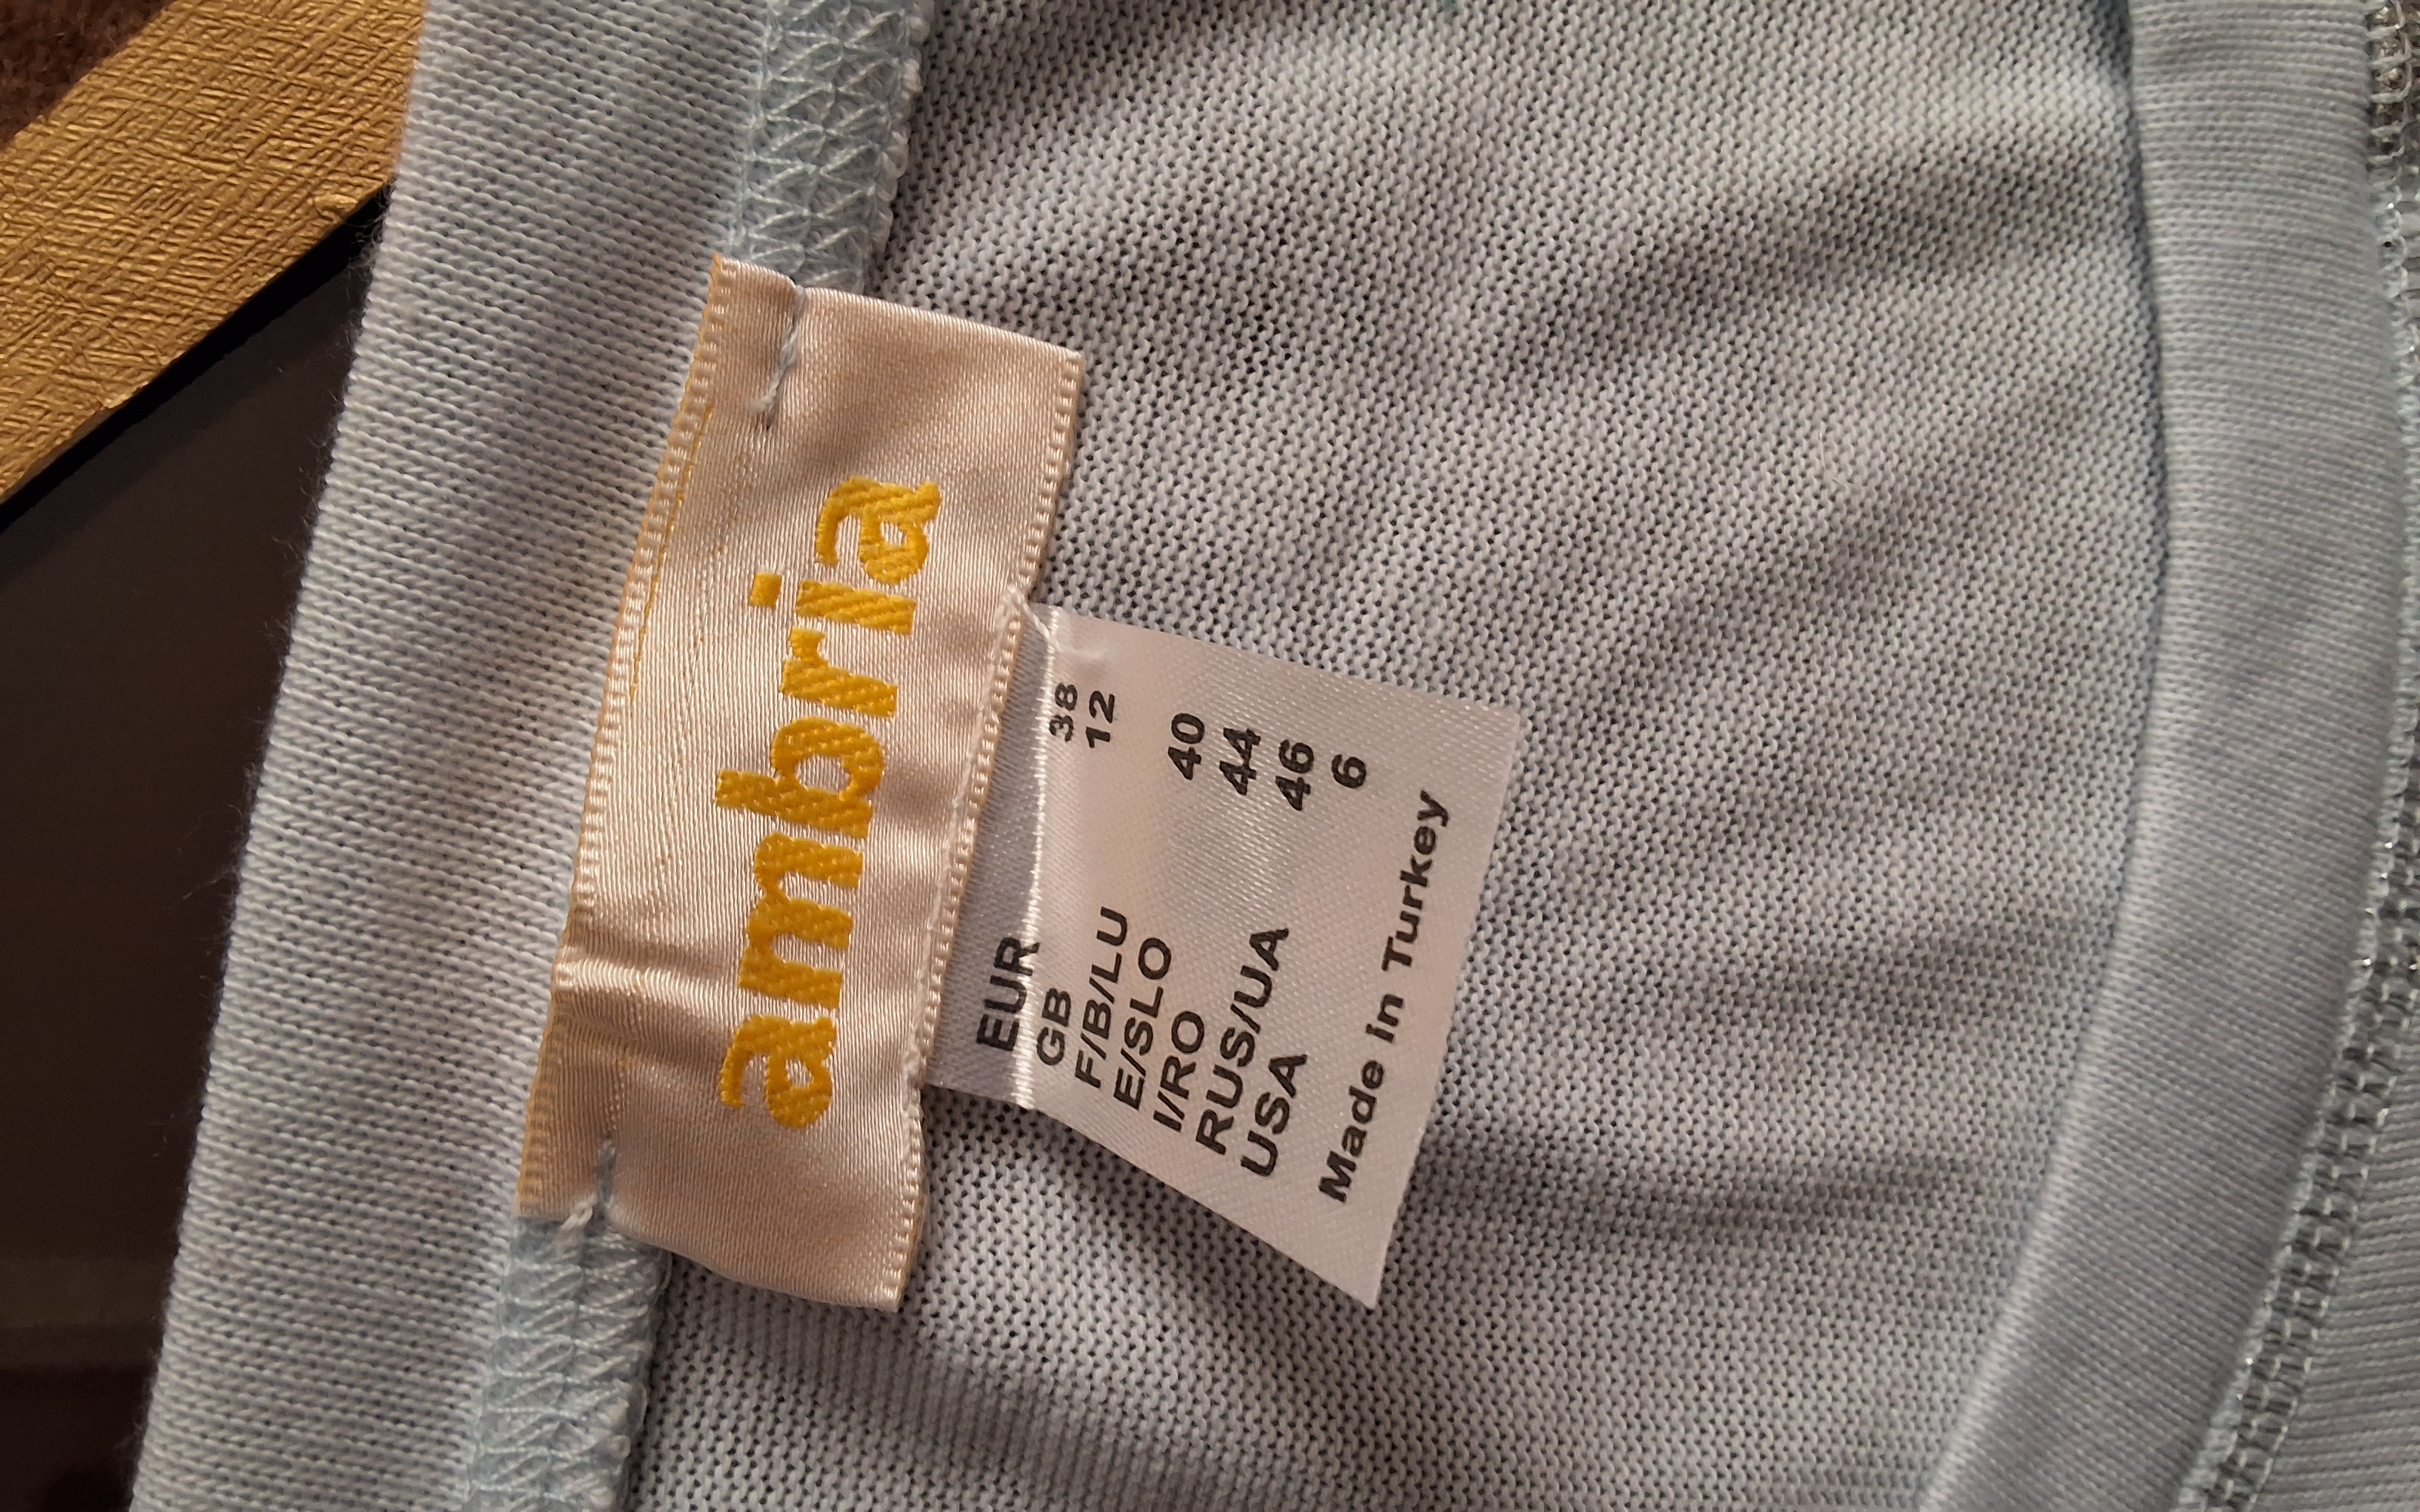 ambria
EUR 38
GB 12
F/B/LU
E/SLO 40
I/RO 44
RUS/UA 46
USA 6
Made in Turkey